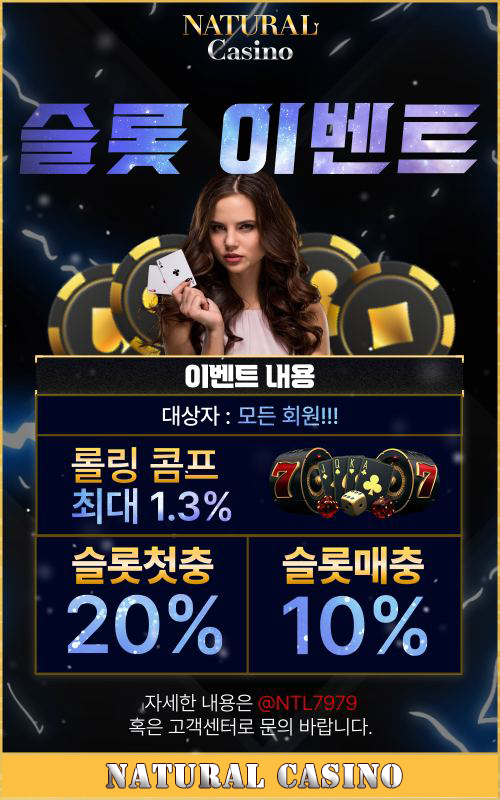 NATURAL
Casino
슬롯 이벤트
이벤트 내용
대상자 : 모든 회원!!!
롤링 콤프
최대 1.3%
슬롯첫충
20%
슬롯매충
10%
자세한 내용은 @NTL7979
혹은 고객센터로 문의 바랍니다.
NATURAL CASINO